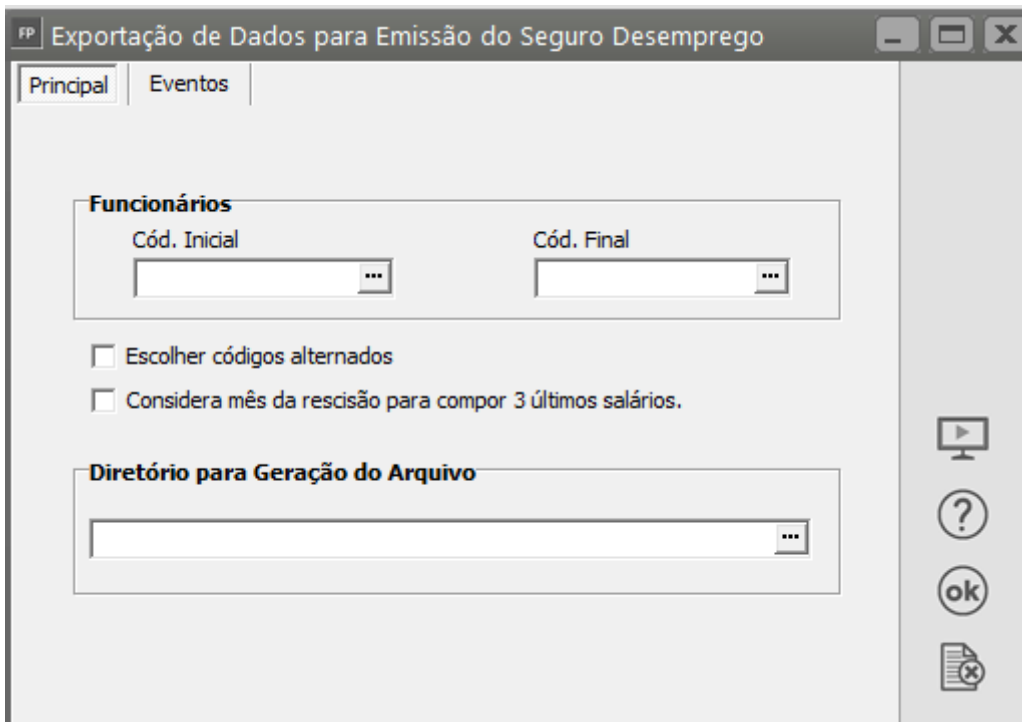 FP Exportação de Dados para Emissão do Seguro Desemprego
Principal Eventos
Funcionários
Cód. Inicial Cód. Final
... ...
Escolher códigos alternados
Considera mês da rescisão para compor 3 últimos salários.
Diretório para Geração do Arquivo
...
?
ok